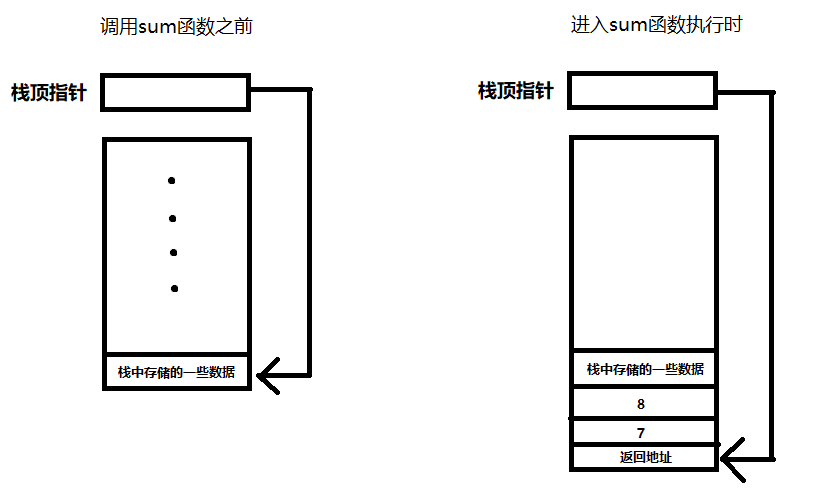 调用sum函数之前
栈顶指针
栈中存储的一些数据
进入sum函数执行时
栈顶指针
栈中存储的一些数据
8
7
返回地址